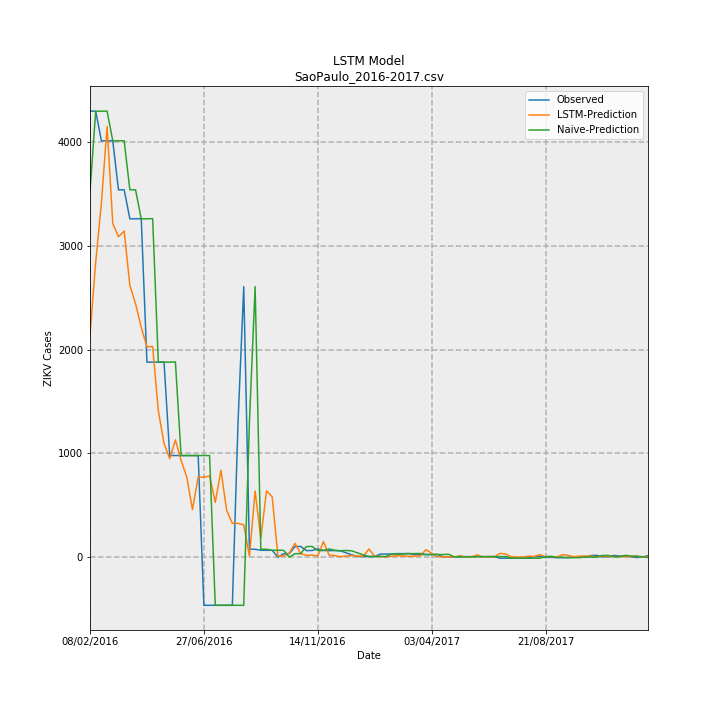 LSTM Model
SaoPaulo_2016-2017.csv
Observed
LSTM-Prediction
Naive-Prediction
4000
3000
2000
1000
0
ZIKV Cases
08/02/2016 27/06/2016 14/11/2016 03/04/2017 21/08/2017
Date